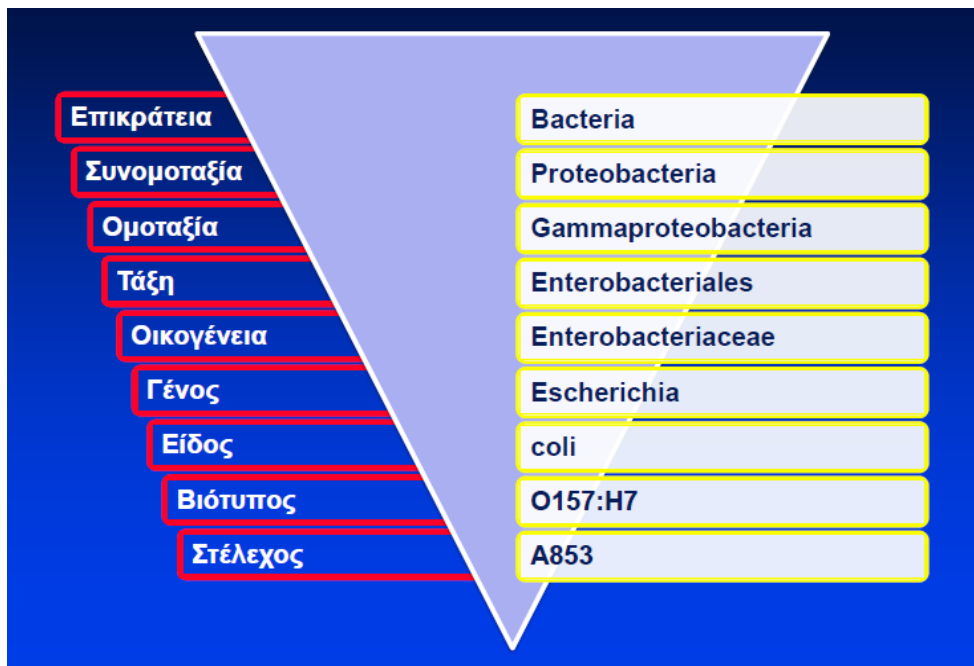 Επικράτεια
Bacteria
Συνομοταξία
Proteobacteria
Ομοταξία
Gammaproteobacteria
Τάξη
Enterobacteriales
Οικογένεια
Enterobacteriaceae
Γένος
Escherichia
Είδος
coli
Βιότυπος
O157:H7
Στέλεχος
A853